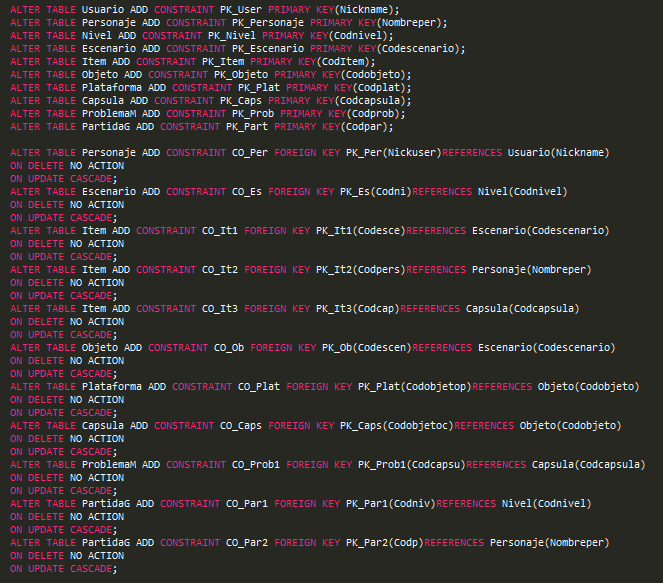 ALTER TABLE Usuario ADD CONSTRAINT PK_User PRIMARY KEY(Nickname);
ALTER TABLE Personaje ADD CONSTRAINT PK_Personaje PRIMARY KEY(Nombreper);
ALTER TABLE Nivel ADD CONSTRAINT PK_Nivel PRIMARY KEY(Codnivel);
ALTER TABLE Escenario ADD CONSTRAINT PK_Escenario PRIMARY KEY(Codescenario);
ALTER TABLE Item ADD CONSTRAINT PK_Item PRIMARY KEY(CodItem);
ALTER TABLE Objeto ADD CONSTRAINT PK_Objeto PRIMARY KEY(Codobjeto);
ALTER TABLE Plataforma ADD CONSTRAINT PK_Plat PRIMARY KEY(Codplat);
ALTER TABLE Capsula ADD CONSTRAINT PK_Caps PRIMARY KEY(Codcapsula);
ALTER TABLE ProblemaM ADD CONSTRAINT PK_Prob PRIMARY KEY(Codprob);
ALTER TABLE PartidaG ADD CONSTRAINT PK_Part PRIMARY KEY(Codpar);

ALTER TABLE Personaje ADD CONSTRAINT CO_Per FOREIGN KEY PK_Per(Nickuser)REFERENCES Usuario(Nickname)
ON DELETE NO ACTION
ON UPDATE CASCADE;
ALTER TABLE Escenario ADD CONSTRAINT CO_Es FOREIGN KEY PK_Es(Codni)REFERENCES Nivel(Codnivel)
ON DELETE NO ACTION
ON UPDATE CASCADE;
ALTER TABLE Item ADD CONSTRAINT CO_It1 FOREIGN KEY PK_It1(Codesce)REFERENCES Escenario(Codescenario)
ON DELETE NO ACTION
ON UPDATE CASCADE;
ALTER TABLE Item ADD CONSTRAINT CO_It2 FOREIGN KEY PK_It2(Codpers)REFERENCES Personaje(Nombreper)
ON DELETE NO ACTION
ON UPDATE CASCADE;
ALTER TABLE Item ADD CONSTRAINT CO_It3 FOREIGN KEY PK_It3(Codcap)REFERENCES Capsula(Codcapsula)
ON DELETE NO ACTION
ON UPDATE CASCADE;
ALTER TABLE Objeto ADD CONSTRAINT CO_Ob FOREIGN KEY PK_Ob(Codescen)REFERENCES Escenario(Codescenario)
ON DELETE NO ACTION
ON UPDATE CASCADE;
ALTER TABLE Plataforma ADD CONSTRAINT CO_Plat FOREIGN KEY PK_Plat(Codobjetop)REFERENCES Objeto(Codobjeto)
ON DELETE NO ACTION
ON UPDATE CASCADE;
ALTER TABLE Capsula ADD CONSTRAINT CO_Caps FOREIGN KEY PK_Caps(Codobjetoc)REFERENCES Objeto(Codobjeto)
ON DELETE NO ACTION
ON UPDATE CASCADE;
ALTER TABLE ProblemaM ADD CONSTRAINT CO_Prob1 FOREIGN KEY PK_Prob1(Codcapsu)REFERENCES Capsula(Codcapsula)
ON DELETE NO ACTION
ON UPDATE CASCADE;
ALTER TABLE PartidaG ADD CONSTRAINT CO_Par1 FOREIGN KEY PK_Par1(Codniv)REFERENCES Nivel(Codnivel)
ON DELETE NO ACTION
ON UPDATE CASCADE;
ALTER TABLE PartidaG ADD CONSTRAINT CO_Par2 FOREIGN KEY PK_Par2(Codp)REFERENCES Personaje(Nombreper)
ON DELETE NO ACTION
ON UPDATE CASCADE;